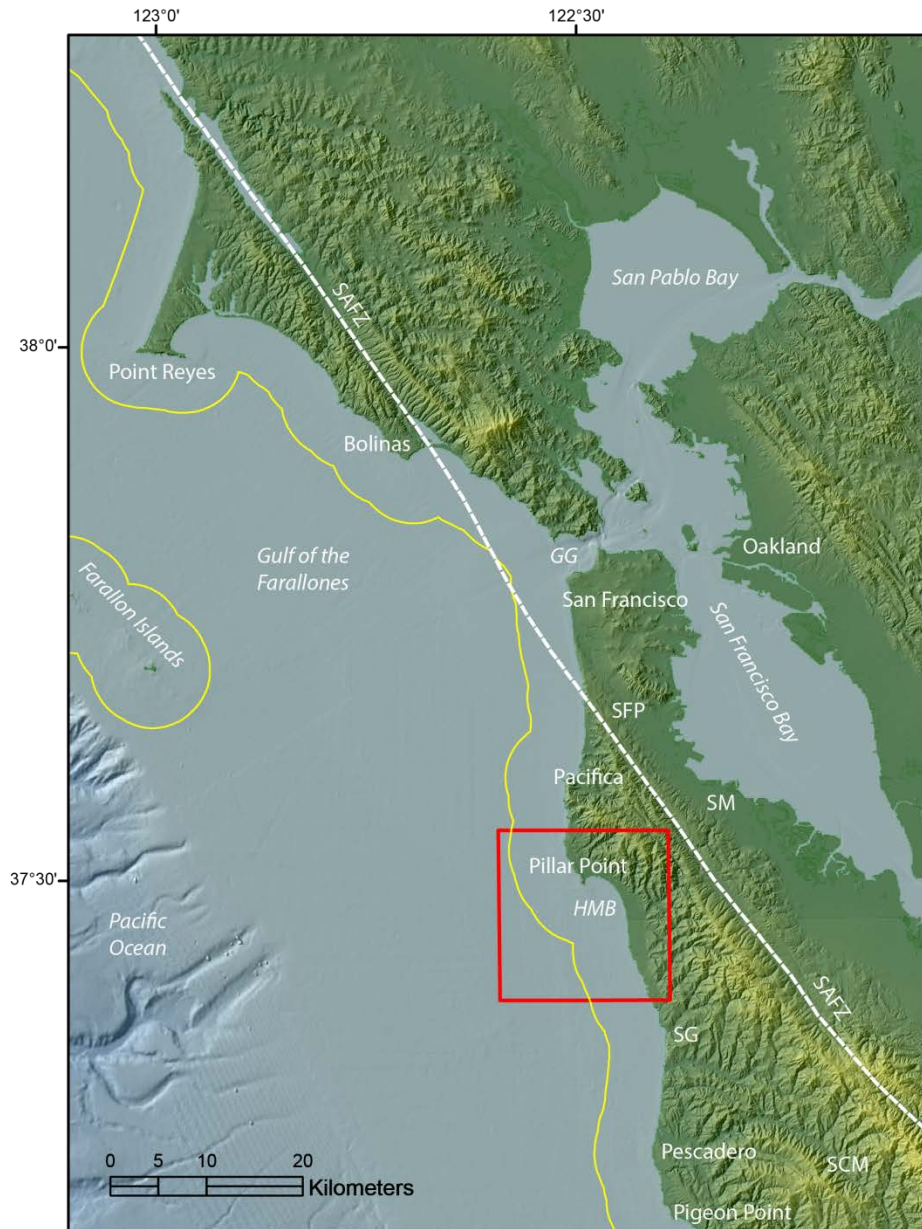 123°0'
122°30'
SAFZ
San Pablo Bay
38°0'
Point Reyes
Bolinas
Gulf of the
Farallones
GG
Oakland
San Francisco
Farallon Islands
San Francisco Bay
SFP
Pacifica
SM
37°30'
Pillar Point
HMB
Pacific
Ocean
SAFZ
SG
Pescadero
SCM
0 5 10 20
Kilometers
Pigeon Point